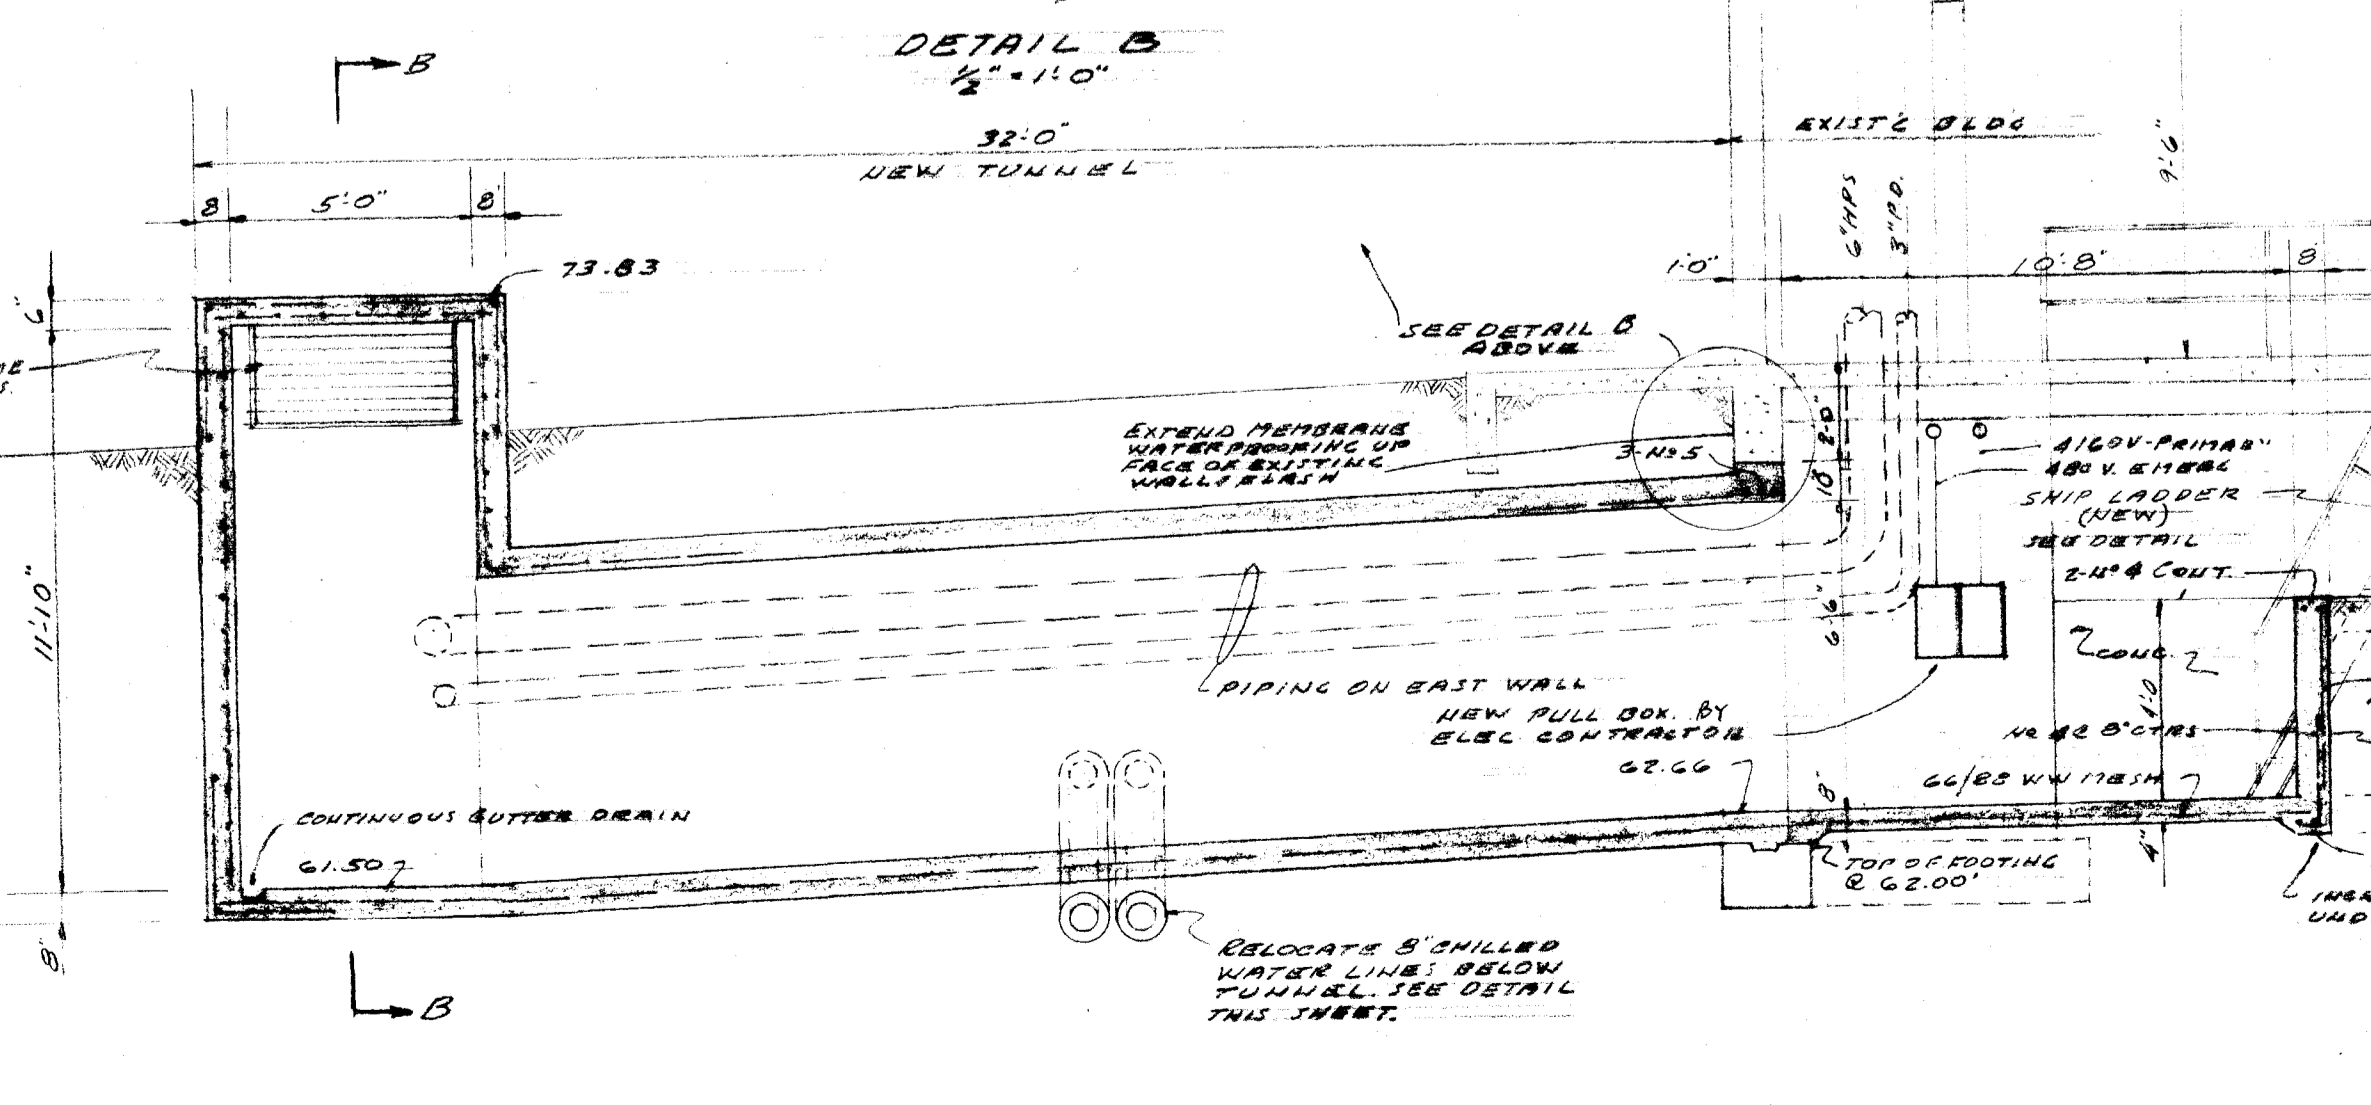 DETAIL B
1/2" = 1'-0"
B
32'-0"
NEW TUNNEL
EXIST'G BLDG
9'-6"
8
5'-0"
8"
6" HPS
3" P.D.
73.83
1'-0"
10'-8"
8
6"
SEE DETAIL B
ABOVE
EXTEND MEMBRANE
WATERPROOFING UP
FACE OF EXISTING
WALL & FLASH
3-No 5
2'-0"
10"
4160V-PRIMARY
480 V. EMERG
SHIP LADDER
(NEW)
SEE DETAIL
2-No 4 CONT.
11'-10"
6'-6"
CONC.
PIPING ON EAST WALL
NEW PULL BOX BY
ELEC CONTRACTOR
4'-0
No 4 @ 8" CTRS
62.66
8"
66/88 WW MESH
CONTINUOUS GUTTER DRAIN
61.50
4"
TOP OF FOOTING
@ 62.00'
8"
RELOCATE 8" CHILLED
WATER LINES BELOW
TUNNEL. SEE DETAIL
THIS SHEET.
B